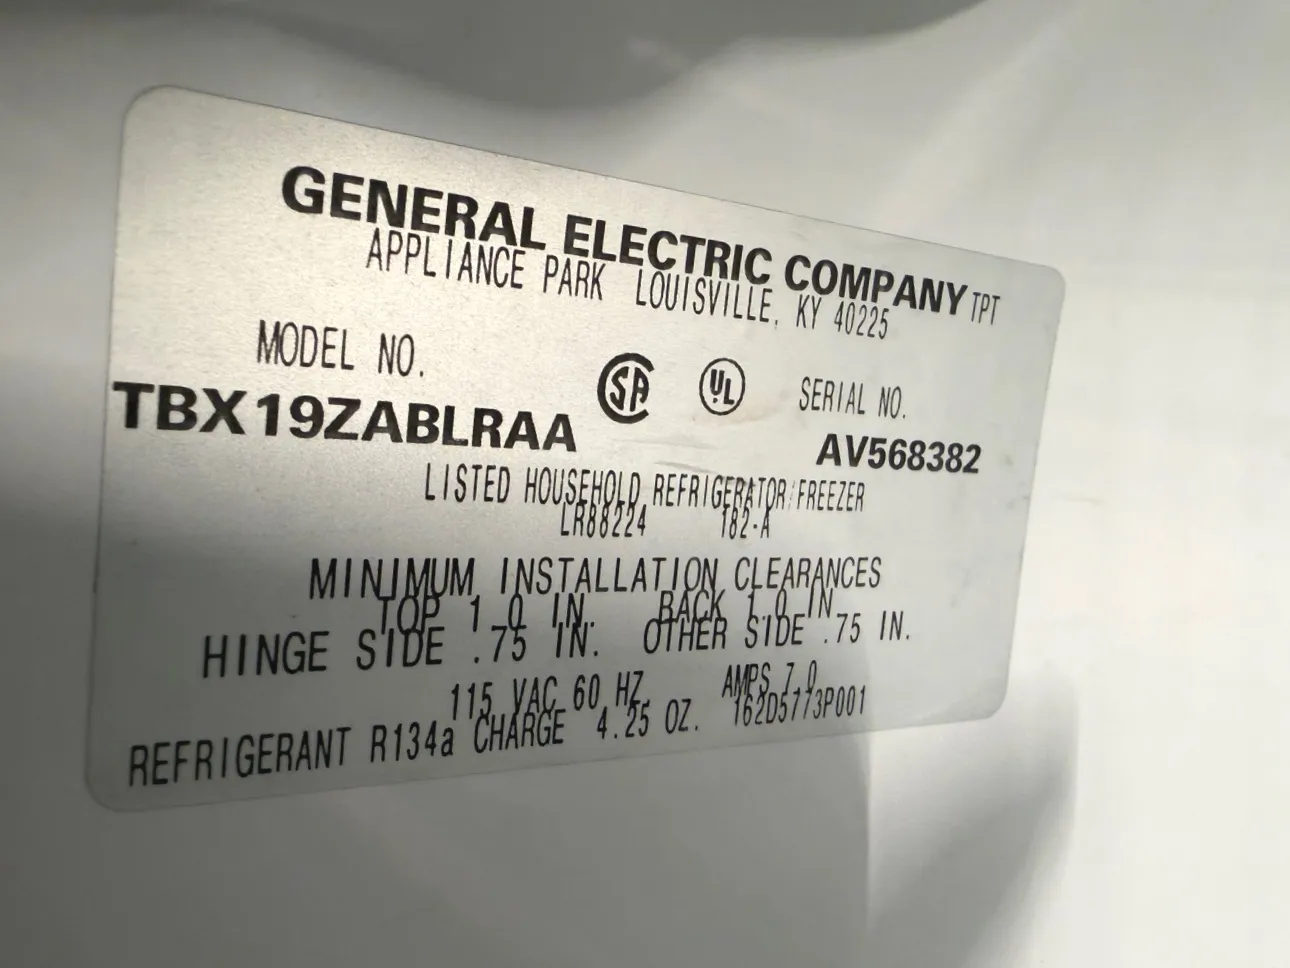 GENERAL ELECTRIC COMPANY TPT
APPLIANCE PARK LOUISVILLE, KY 40225
MODEL NO.
TBX19ZABLRAA
SA
UL
SERIAL NO.
AV568382
LISTED HOUSEHOLD REFRIGERATOR/FREEZER
LR88224 182-A
MINIMUM INSTALLATION CLEARANCES
TOP 1.0 IN. BACK 1.0 IN
HINGE SIDE .75 IN. OTHER SIDE .75 IN.
115 VAC 60 HZ. AMPS 7.0
REFRIGERANT R134a CHARGE 4.25 OZ. 162D5773P001